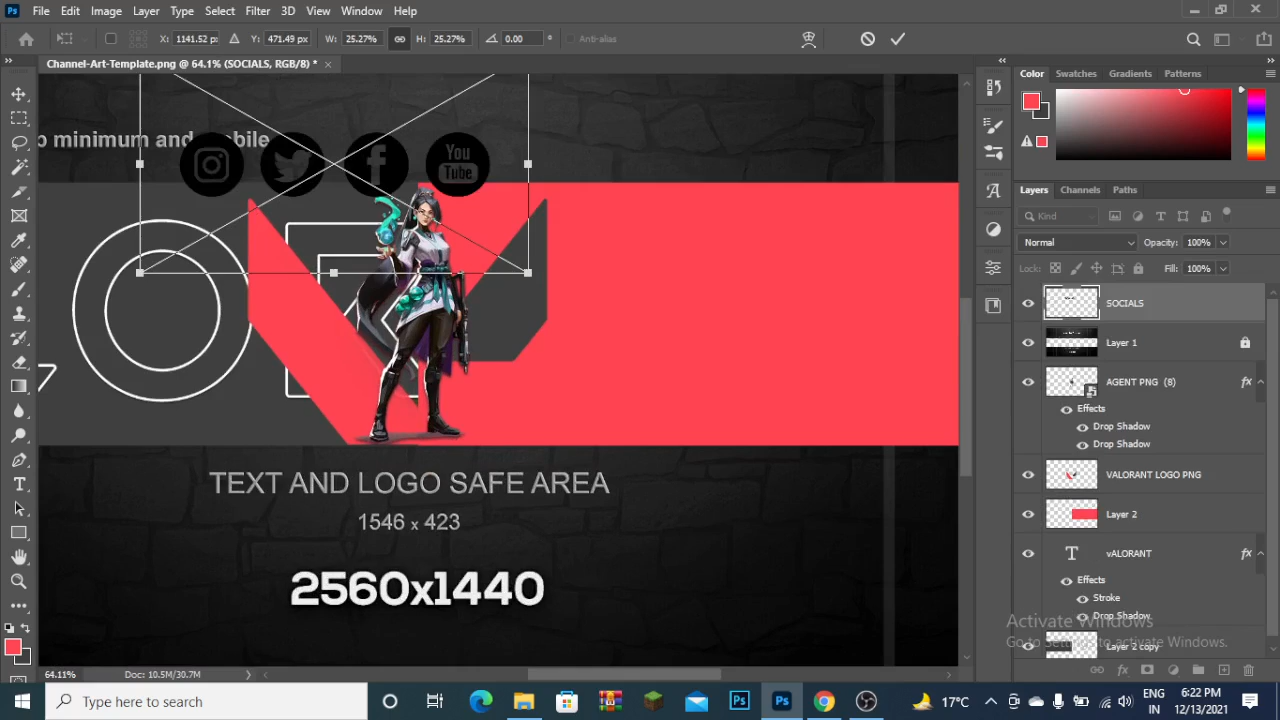 Ps File Edit Image Layer Type Select Filter 3D View Window Help
X: 1141.52 px Y: 471.49 px W: 25.27% H: 25.27% 0.00 ° Anti-alias
Channel-Art-Template.png @ 64.1% (SOCIALS, RGB/8) * ×
Color Swatches Gradients Patterns
p minimum and mobile
You
Tube
Layers Channels Paths
Kind
Normal Opacity: 100%
Lock: Fill: 100%
SOCIALS
Layer 1
AGENT PNG (8) fx
Effects
Drop Shadow
Drop Shadow
VALORANT LOGO PNG
Layer 2
T vALORANT fx
Effects
Stroke
Drop Shadow
Layer 2 copy
TEXT AND LOGO SAFE AREA
1546 x 423
2560x1440
Activate Windows
Go to Settings to activate Windows.
64.11% Doc: 10.5M/30.7M
Type here to search
Ps Ps
17°C
ENG
IN
6:22 PM
12/13/2021